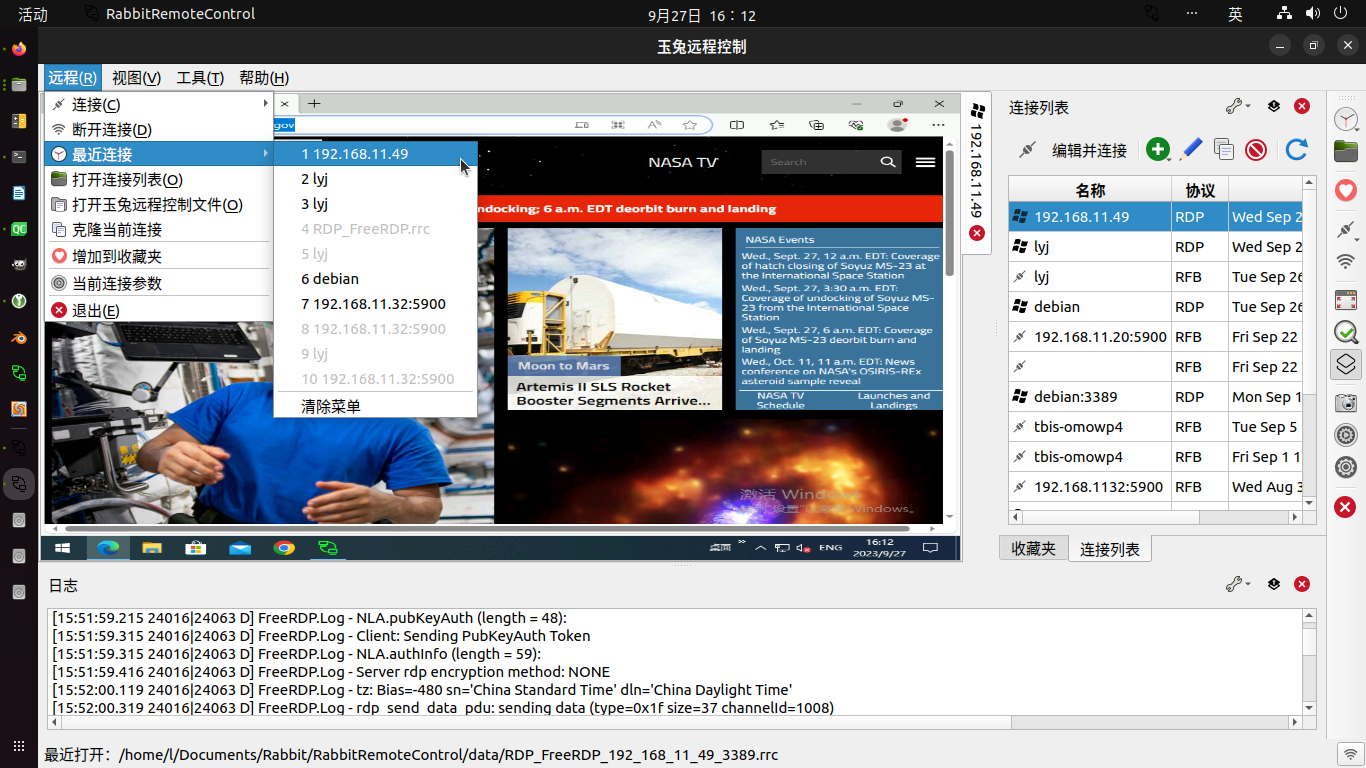 活动
RabbitRemoteControl
9月27日 16：12
英
玉兔远程控制
远程(R)
视图(V)
工具(T)
帮助(H)
连接(C)
断开连接(D)
最近连接
打开连接列表(O)
打开玉兔远程控制文件(O)
克隆当前连接
增加到收藏夹
当前连接参数
退出(E)
1 192.168.11.49
2 lyj
3 lyj
4 RDP_FreeRDP.rrc
5 lyj
6 debian
7 192.168.11.32:5900
8 192.168.11.32:5900
9 lyj
10 192.168.11.32:5900
清除菜单
gov
NASA TV
Search
ndocking; 6 a.m. EDT deorbit burn and landing
Moon to Mars
Artemis II SLS Rocket
Booster Segments Arrive...
NASA Events
Wed., Sept. 27, 12 a.m. EDT: Coverage
of hatch closing of Soyuz MS-23 at
the International Space Station
Wed., Sept. 27, 3:30 a.m. EDT:
Coverage of undocking of Soyuz MS-
23 from the International Space
Station
Wed., Sept. 27, 6 a.m. EDT: Coverage
of Soyuz MS-23 deorbit burn and
landing
Wed., Oct. 11, 11 a.m. EDT: News
conference on NASA's OSIRIS-REx
asteroid sample reveal
NASA TV
Schedule
Launches and
Landings
激活 Windows
"设置"
Windows。
桌面
ENG
16:12
2023/9/27
192.168.11.49
连接列表
编辑并连接
名称 协议
192.168.11.49 RDP Wed Sep 2
lyj RDP Wed Sep 2
lyj RFB Tue Sep 26
debian RDP Tue Sep 26
192.168.11.20:5900 RFB Fri Sep 22
RFB Fri Sep 22
debian:3389 RDP Mon Sep 1
tbis-omowp4 RFB Tue Sep 5
tbis-omowp4 RFB Fri Sep 1 1
192.168.1132:5900 RFB Wed Aug 3
收藏夹
连接列表
日志
[15:51:59.215 24016|24063 D] FreeRDP.Log - NLA.pubKeyAuth (length = 48):
[15:51:59.315 24016|24063 D] FreeRDP.Log - Client: Sending PubKeyAuth Token
[15:51:59.315 24016|24063 D] FreeRDP.Log - NLA.authInfo (length = 59):
[15:51:59.416 24016|24063 D] FreeRDP.Log - Server rdp encryption method: NONE
[15:52:00.119 24016|24063 D] FreeRDP.Log - tz: Bias=-480 sn='China Standard Time' dln='China Daylight Time'
[15:52:00.319 24016|24063 D] FreeRDP.Log - rdp_send_data_pdu: sending data (type=0x1f size=37 channelId=1008)
最近打开：/home/l/Documents/Rabbit/RabbitRemoteControl/data/RDP_FreeRDP_192_168_11_49_3389.rrc